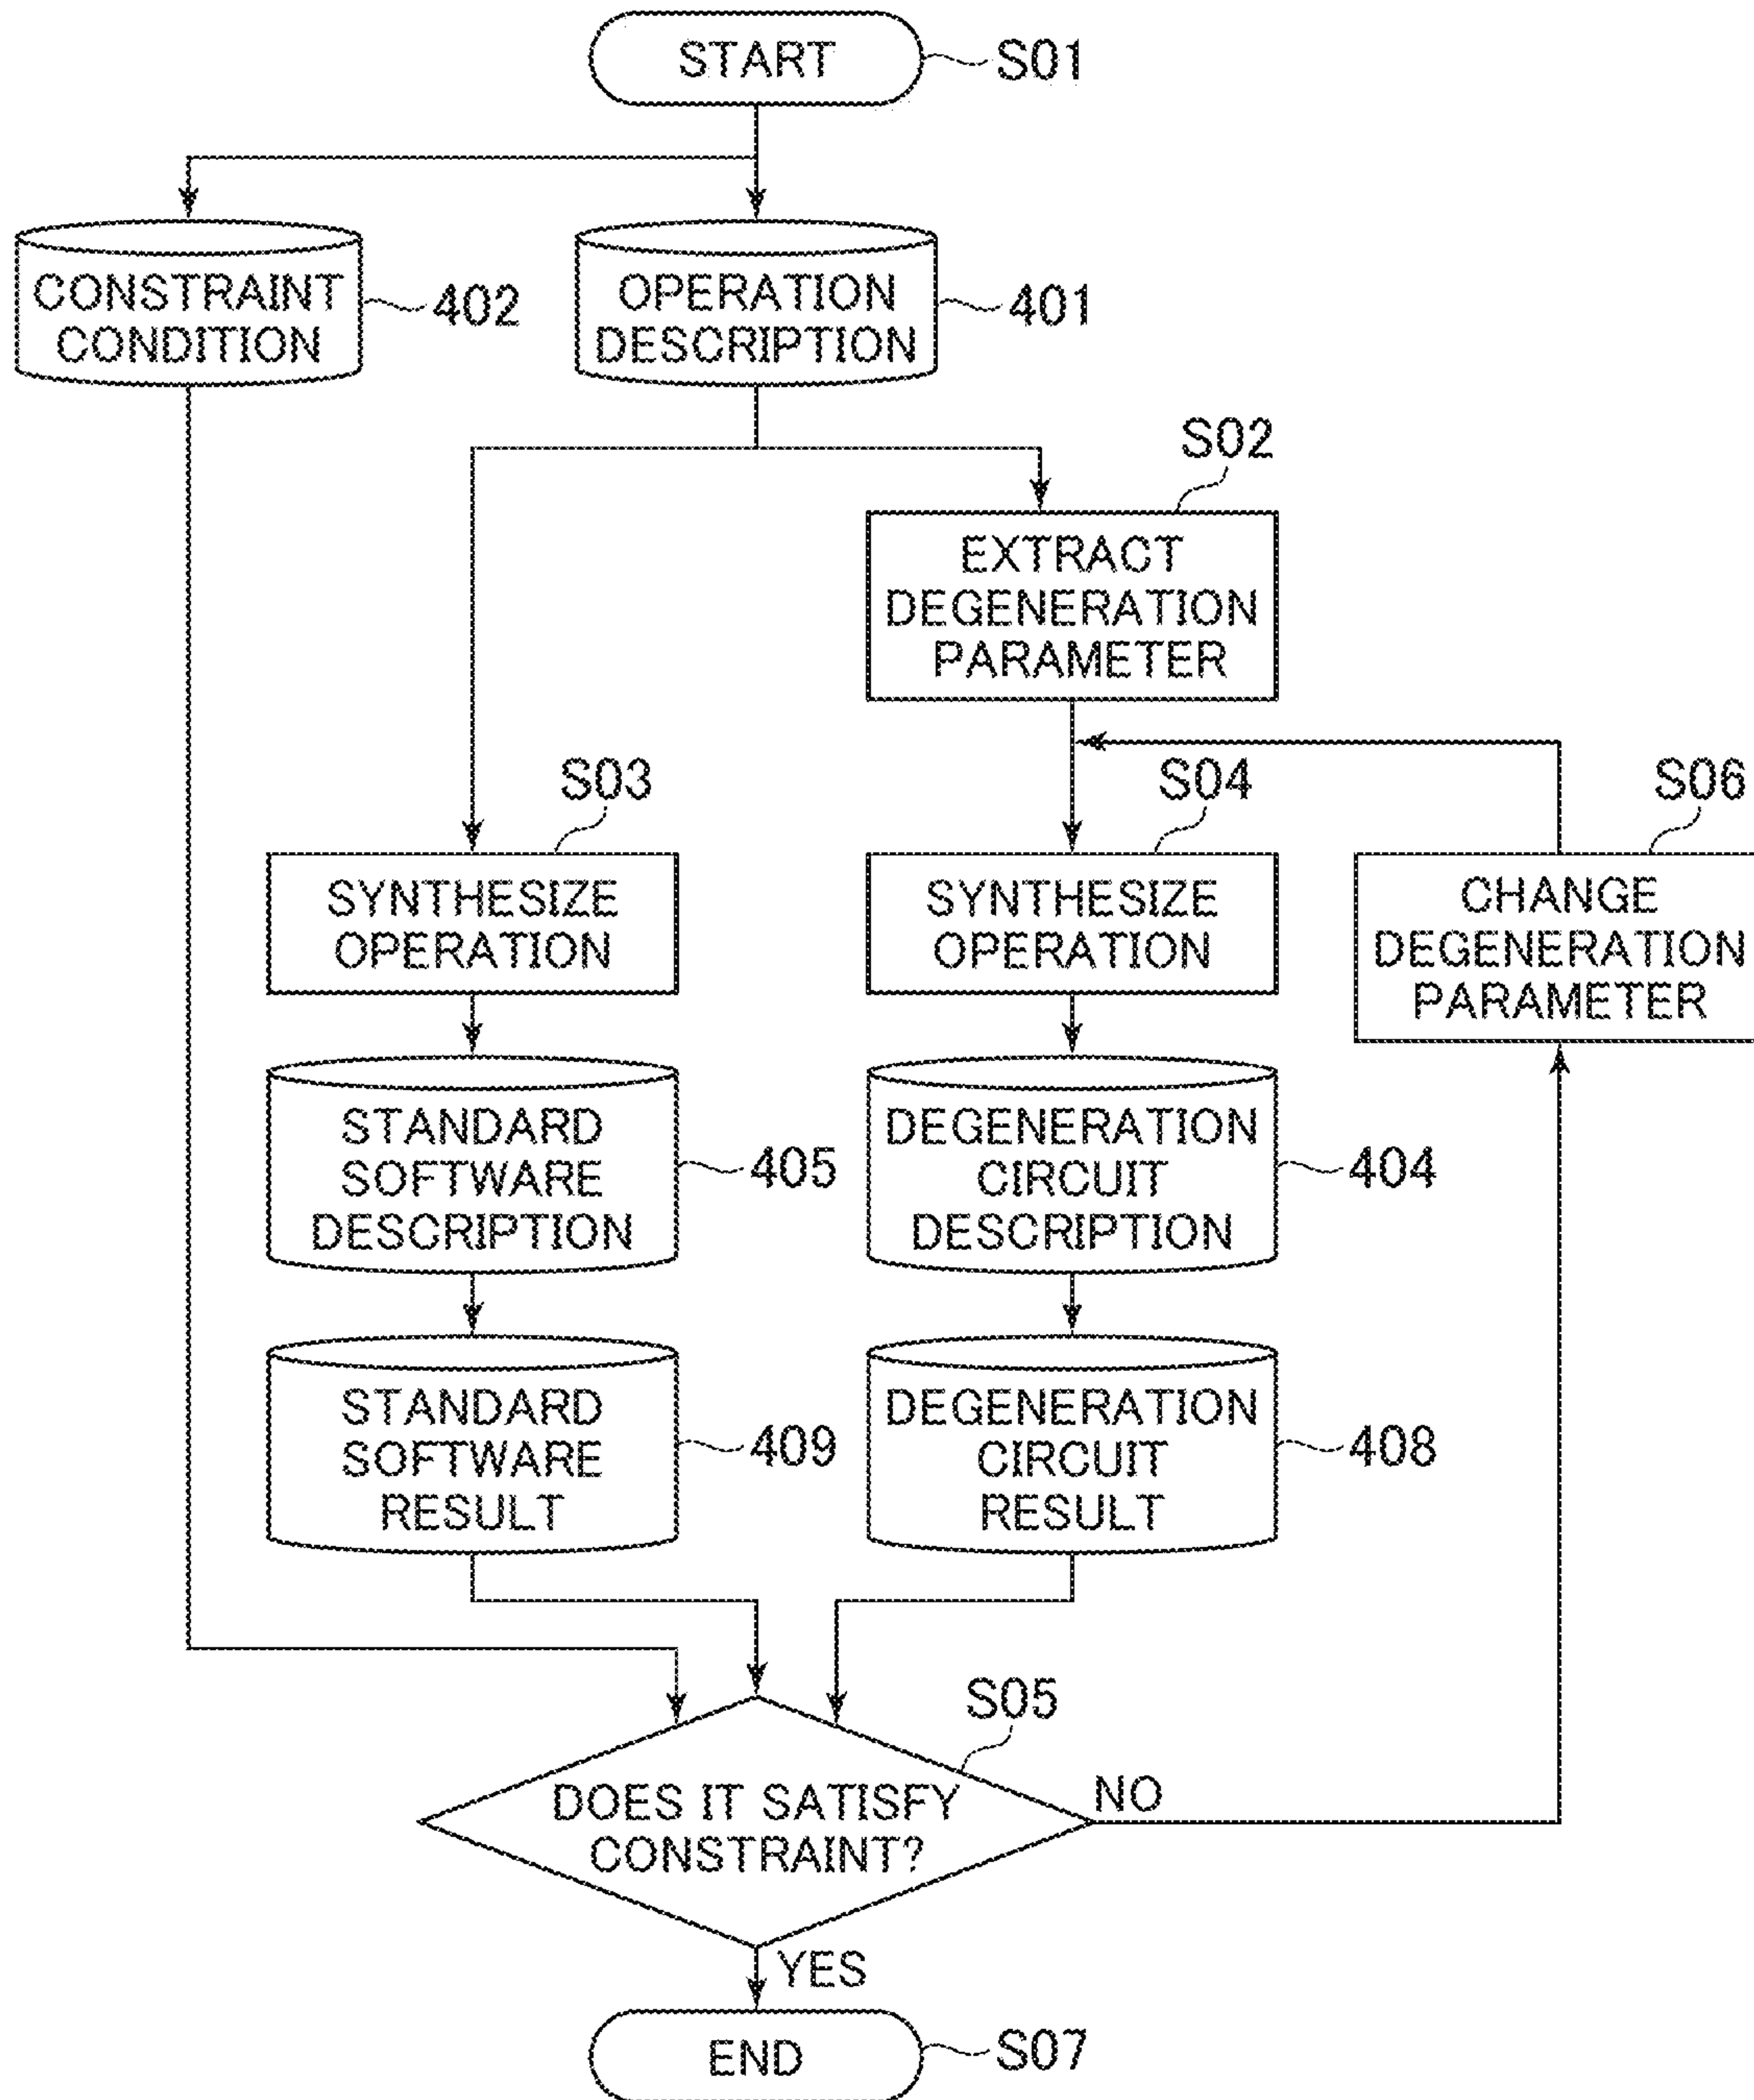 START
S01
CONSTRAINT
CONDITION
402
OPERATION
DESCRIPTION
401
S02
EXTRACT
DEGENERATION
PARAMETER
S03
SYNTHESIZE
OPERATION
S04
SYNTHESIZE
OPERATION
S06
CHANGE
DEGENERATION
PARAMETER
STANDARD
SOFTWARE
DESCRIPTION
405
DEGENERATION
CIRCUIT
DESCRIPTION
404
STANDARD
SOFTWARE
RESULT
409
DEGENERATION
CIRCUIT
RESULT
408
S05
DOES IT SATISFY
CONSTRAINT?
NO
YES
END
S07